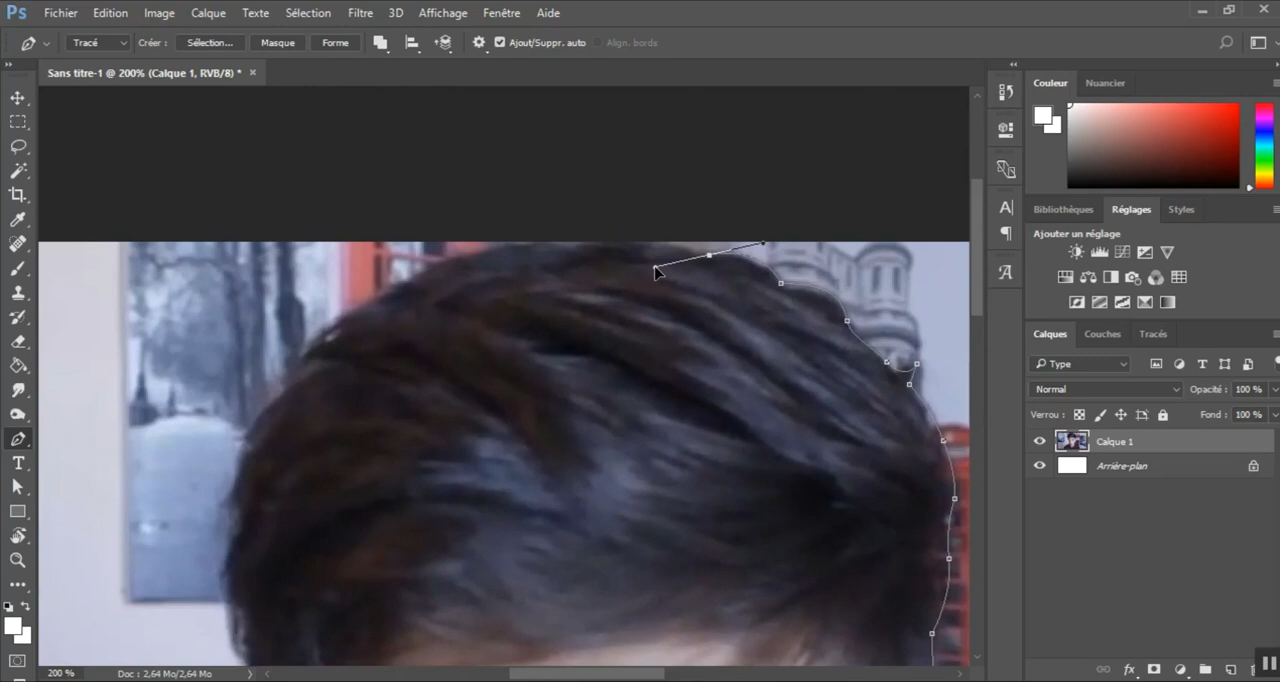 Ps Fichier Edition Image Calque Texte Sélection Filtre 3D Affichage Fenêtre Aide
Tracé Créer : Sélection... Masque Forme Ajout/Suppr. auto Align. bords
Sans titre-1 @ 200% (Calque 1, RVB/8) * ×
Couleur Nuancier
Bibliothèques Réglages Styles
Ajouter un réglage
Calques Couches Tracés
Type
Normal Opacité : 100 %
Verrou : Fond : 100 %
Calque 1
Arrière-plan
200 % Doc : 2,64 Mo/2,64 Mo